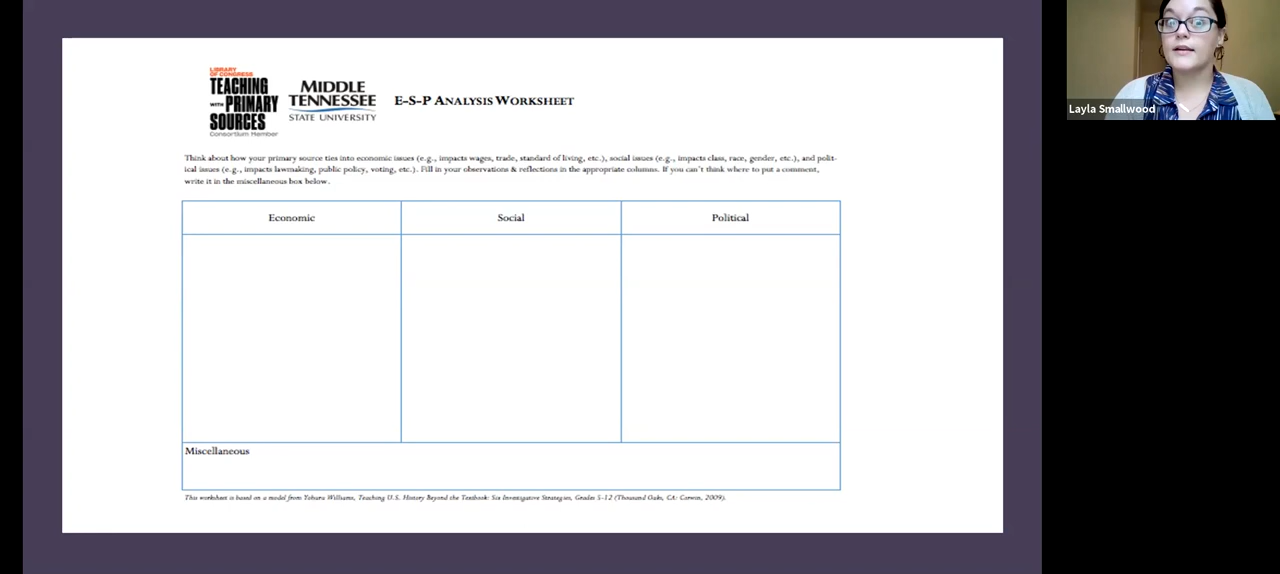 LIBRARY
OF CONGRESS
TEACHING
WITH PRIMARY
SOURCES
Consortium Member
MIDDLE
TENNESSEE
STATE UNIVERSITY
E-S-P ANALYSIS WORKSHEET
Think about how your primary source ties into economic issues (e.g., impacts wages, trade, standard of living, etc.), social issues (e.g., impacts class, race, gender, etc.), and polit-
ical issues (e.g., impacts lawmaking, public policy, voting, etc.). Fill in your observations & reflections in the appropriate columns. If you can't think where to put a comment,
write it in the miscellaneous box below.
Economic
Social
Political
Miscellaneous
This worksheet is based on a model from Yohuru Williams, Teaching U.S. History Beyond the Textbook: Six Investigative Strategies, Grades 5-12 (Thousand Oaks, CA: Corwin, 2009).
Layla Smallwood